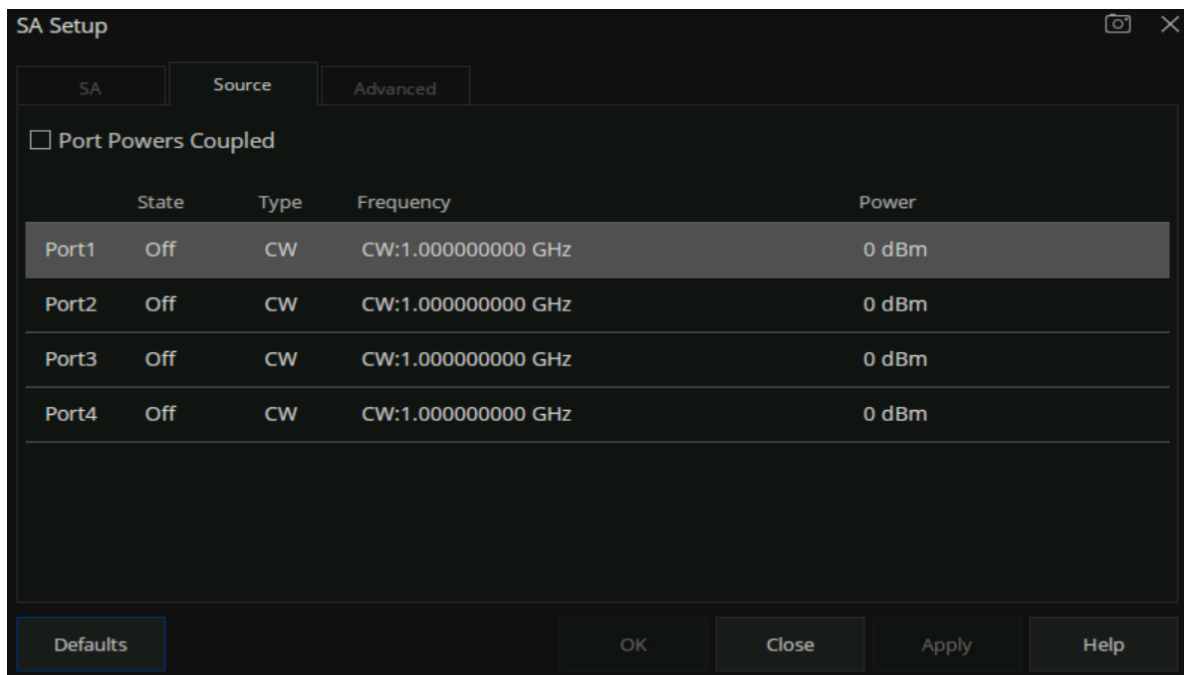 SA Setup
SA Source Advanced
Port Powers Coupled
State Type Frequency Power
Port1 Off CW CW:1.000000000 GHz 0 dBm
Port2 Off CW CW:1.000000000 GHz 0 dBm
Port3 Off CW CW:1.000000000 GHz 0 dBm
Port4 Off CW CW:1.000000000 GHz 0 dBm
Defaults OK Close Apply Help